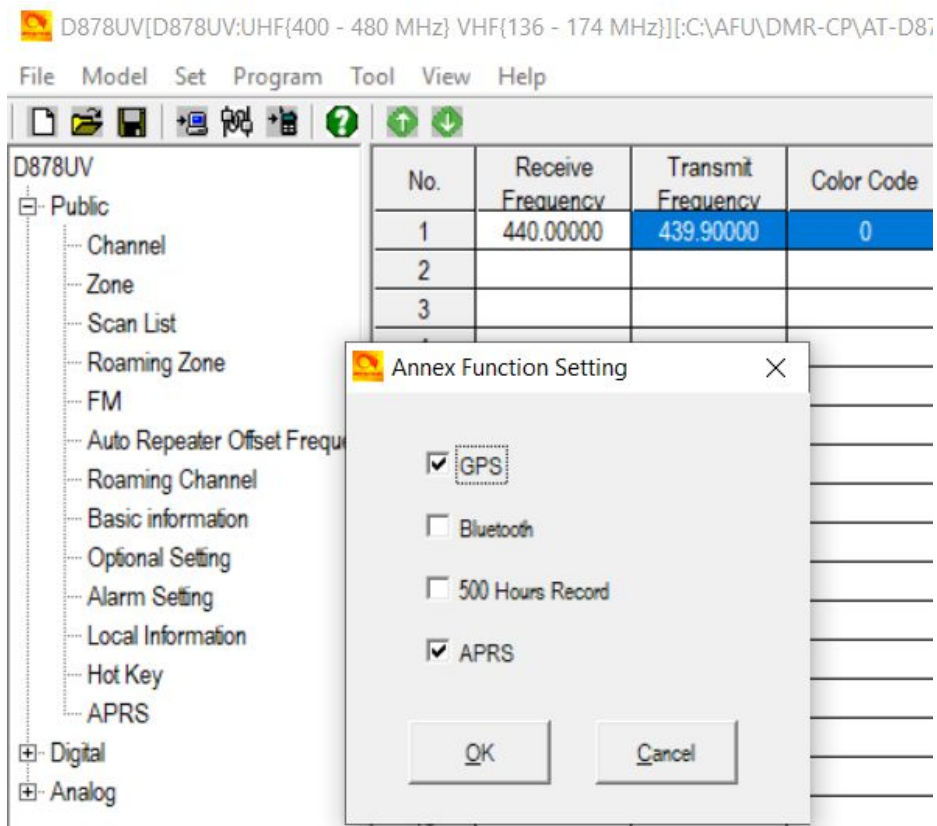 D878UV[D878UV:UHF{400 - 480 MHz} VHF{136 - 174 MHz}][:C:\AFU\DMR-CP\AT-D87
File Model Set Program Tool View Help
D878UV
Public
Channel
Zone
Scan List
Roaming Zone
FM
Auto Repeater Offset Freque
Roaming Channel
Basic information
Optional Setting
Alarm Setting
Local Information
Hot Key
APRS
Digital
Analog
No. Receive Frequency Transmit Frequency Color Code
1 440.00000 439.90000 0
2
3
Annex Function Setting
GPS
Bluetooth
500 Hours Record
APRS
OK Cancel